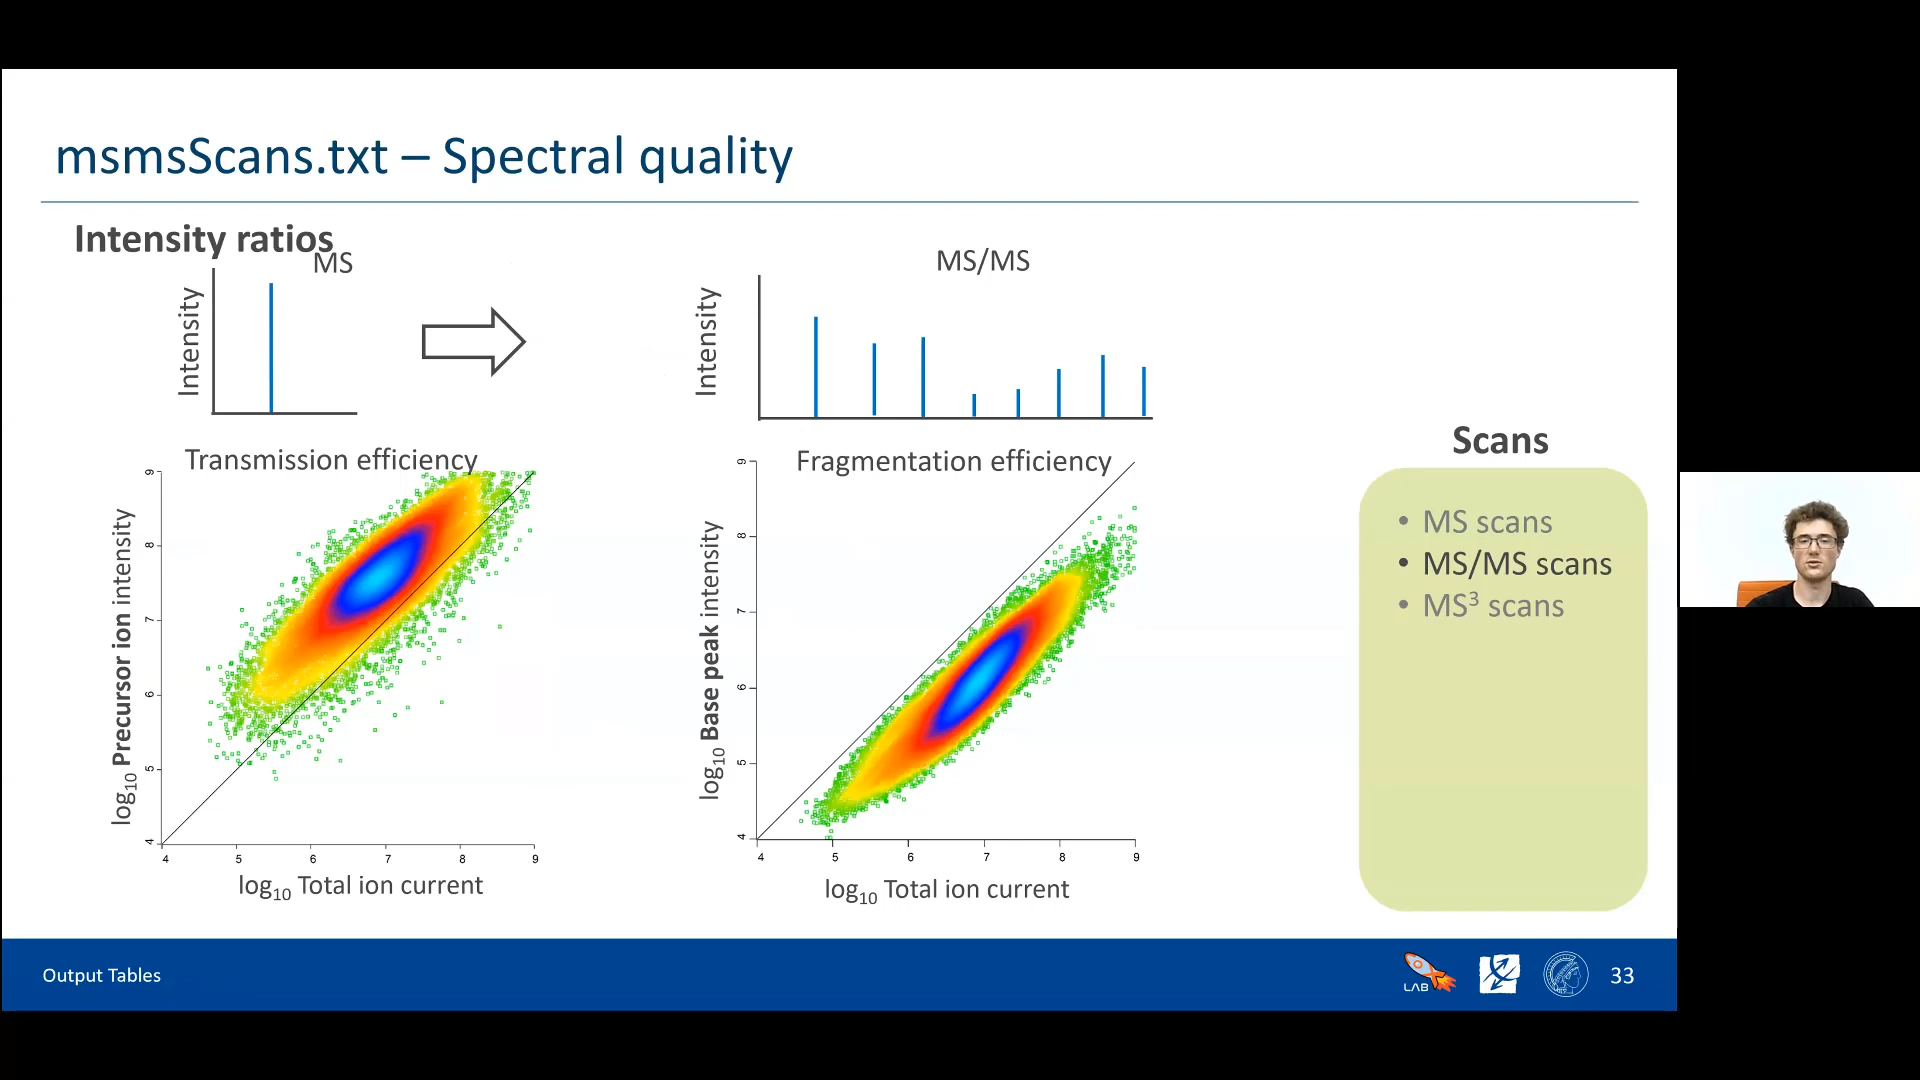 msmsScans.txt – Spectral quality
Intensity ratios
MS
Intensity
MS/MS
Intensity
Transmission efficiency
log10 Precursor ion intensity
9
8
7
6
5
4
4 5 6 7 8 9
log10 Total ion current
Fragmentation efficiency
log10 Base peak intensity
9
8
7
6
5
4
4 5 6 7 8 9
log10 Total ion current
Scans
• MS scans
• MS/MS scans
• MS³ scans
Output Tables
LAB
33